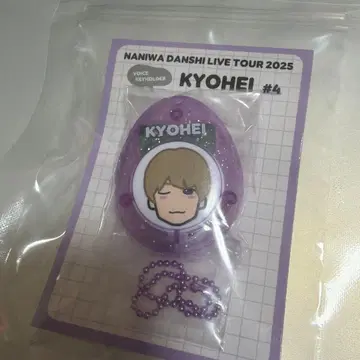 NANIWA DANSHI LIVE TOUR 2025
VOICE
KEYHOLDER
KYOHEI #4
KYOHEI